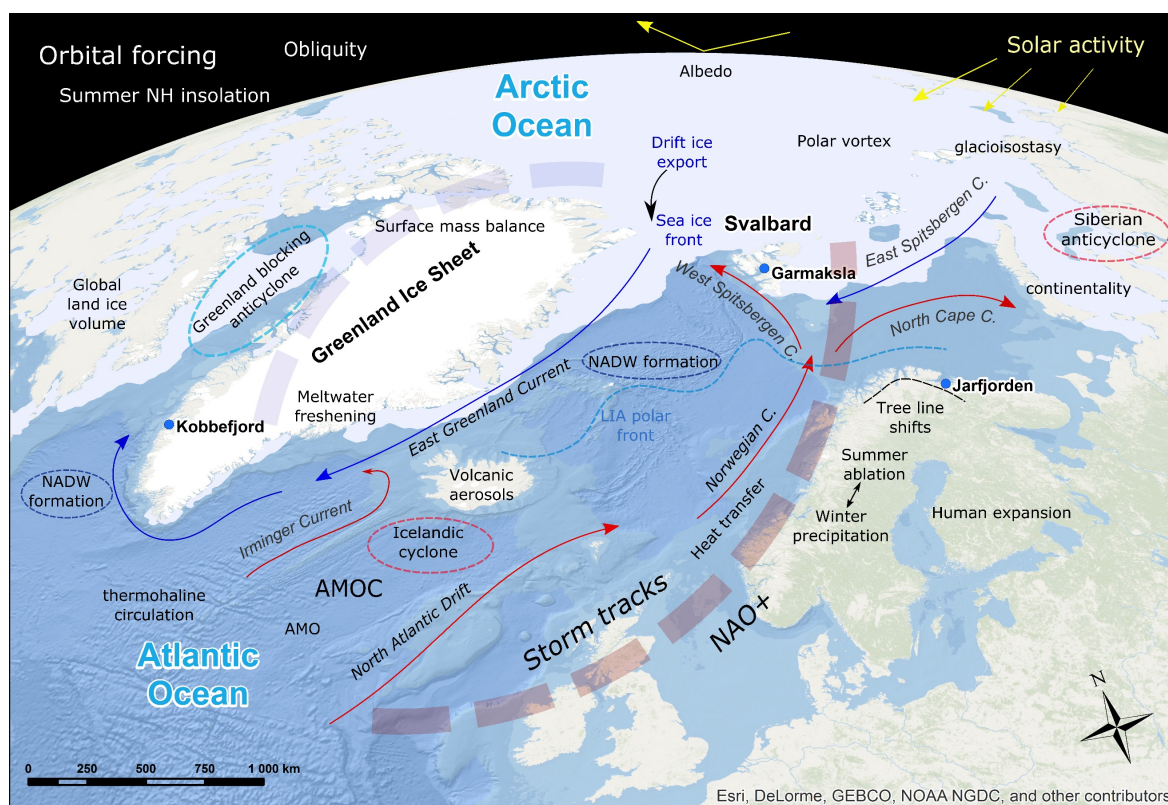 Orbital forcing
Obliquity
Summer NH insolation
Solar activity
Albedo
Arctic
Ocean
Drift ice
export
Polar vortex
glacioisostasy
Sea ice
front
Svalbard
East Spitsbergen C.
Siberian
anticyclone
Surface mass balance
Greenland blocking
anticyclone
Greenland Ice Sheet
Global
land ice
volume
Garmaksla
West Spitsbergen C.
continentality
North Cape C.
NADW formation
Jarfjorden
Meltwater
freshening
East Greenland Current
LIA polar
front
Tree line
shifts
Kobbefjord
Norwegian C.
Summer
ablation
Volcanic
aerosols
NADW
formation
Irminger Current
Icelandic
cyclone
Heat transfer
Winter
precipitation
Human expansion
thermohaline
circulation
AMOC
AMO
North Atlantic Drift
Storm tracks
NAO+
Atlantic
Ocean
N
0 250 500 750 1 000 km
Esri, DeLorme, GEBCO, NOAA NGDC, and other contributors